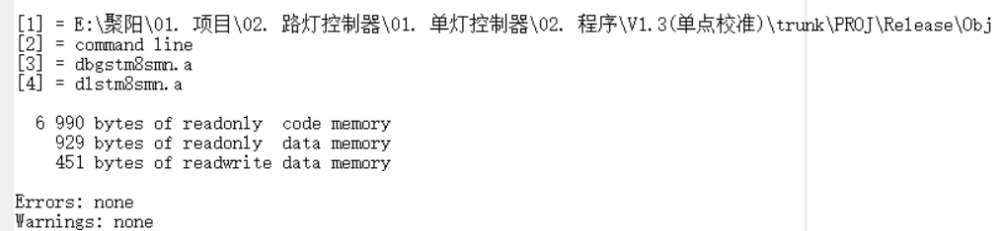 [1] = E:\聚阳\01. 项目\02. 路灯控制器\01. 单灯控制器\02. 程序\V1.3(单点校准)\trunk\PROJ\Release\Obj
[2] = command line
[3] = dbgstm8smn.a
[4] = dlstm8smn.a
6 990 bytes of readonly code memory
929 bytes of readonly data memory
451 bytes of readwrite data memory
Errors: none
Warnings: none